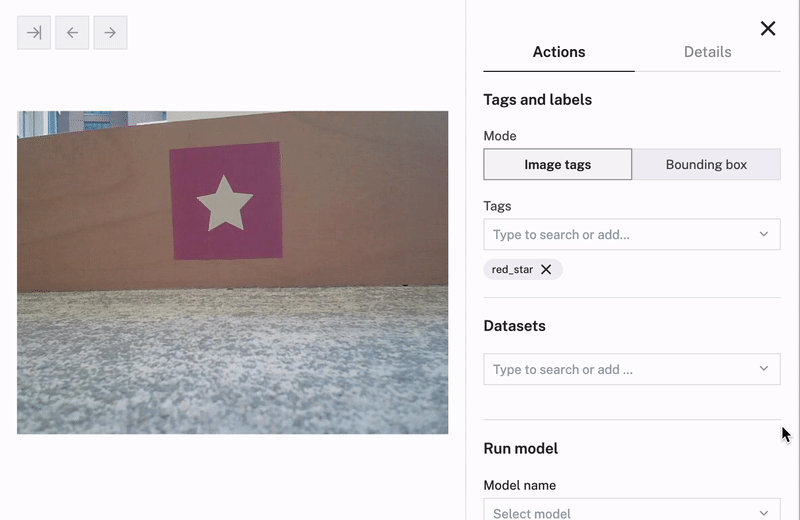 Actions
Details
Tags and labels
Mode
Image tags
Bounding box
Tags
Type to search or add...
red_star
Datasets
Type to search or add ...
Run model
Model name
Select model